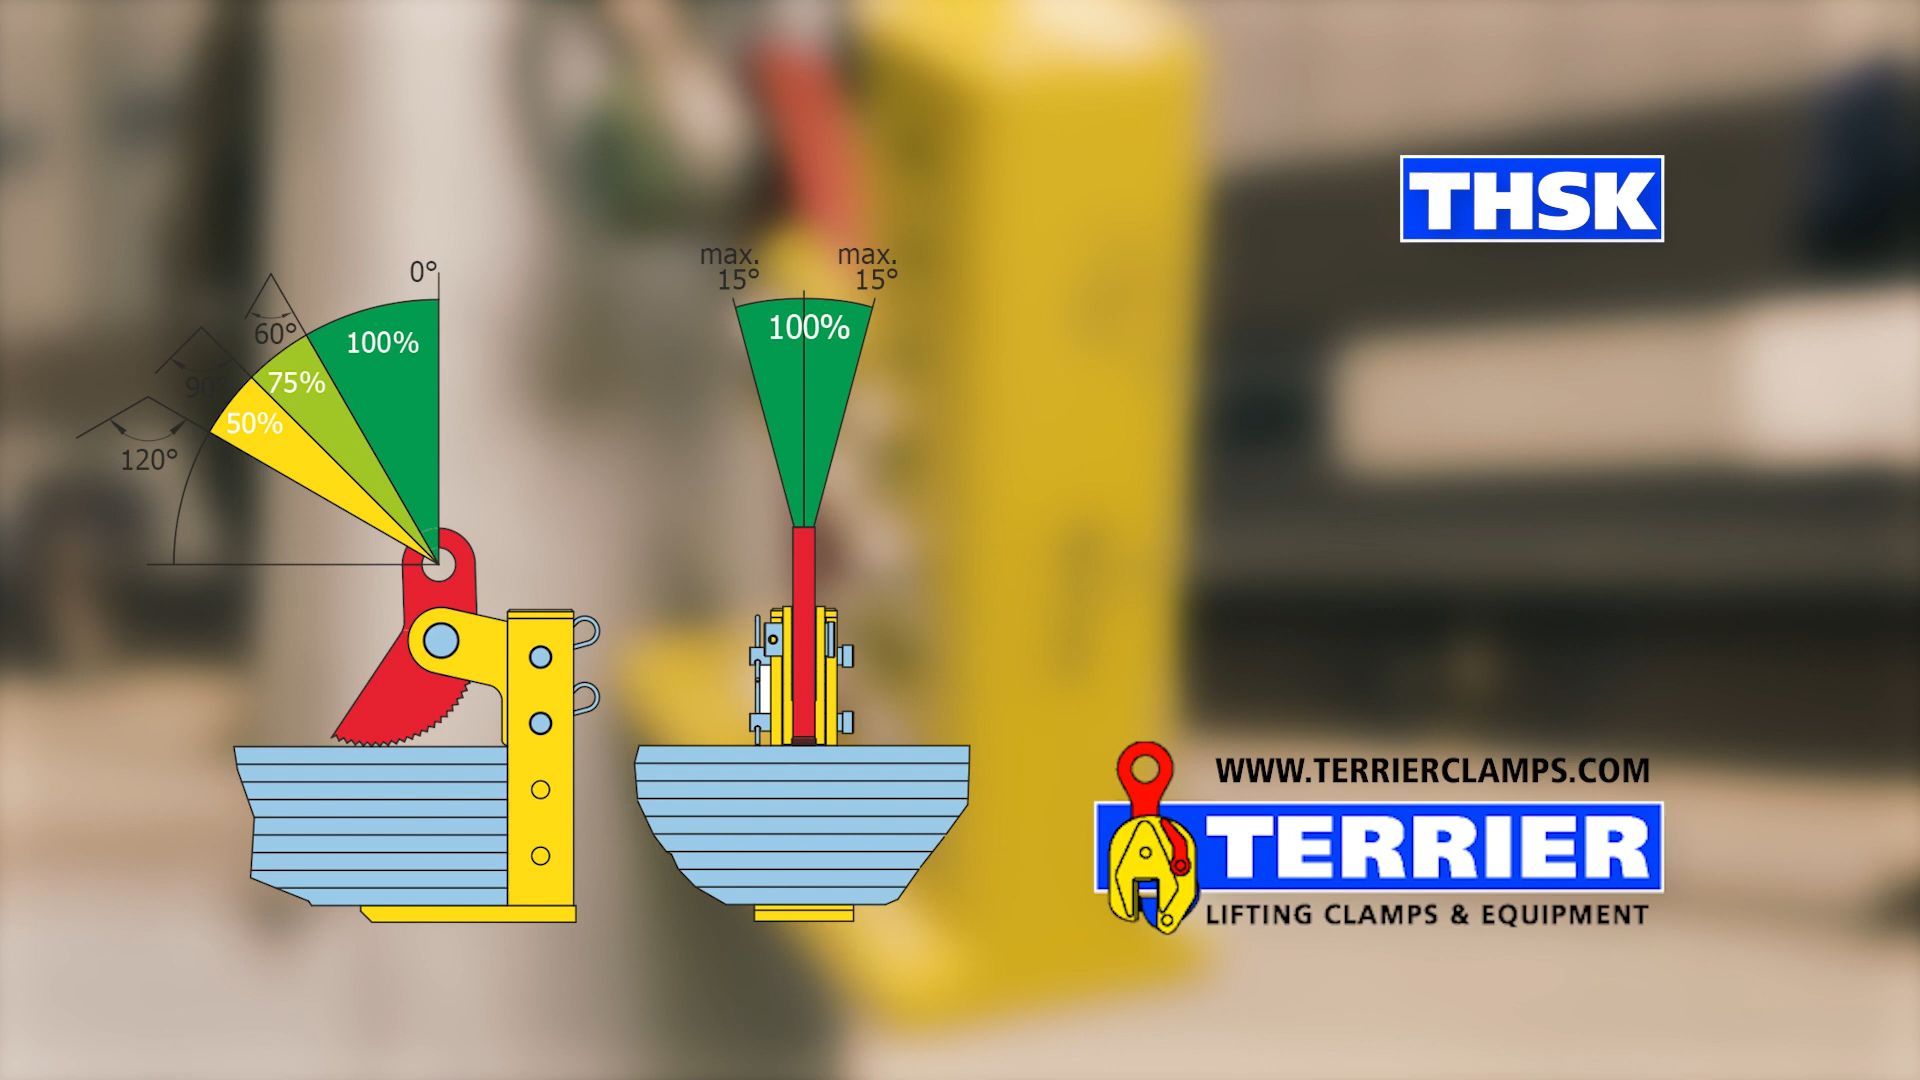 THSK
0°
60°
90°
120°
100%
75%
50%
max.
15°
max.
15°
100%
WWW.TERRIERCLAMPS.COM
TERRIER
LIFTING CLAMPS & EQUIPMENT